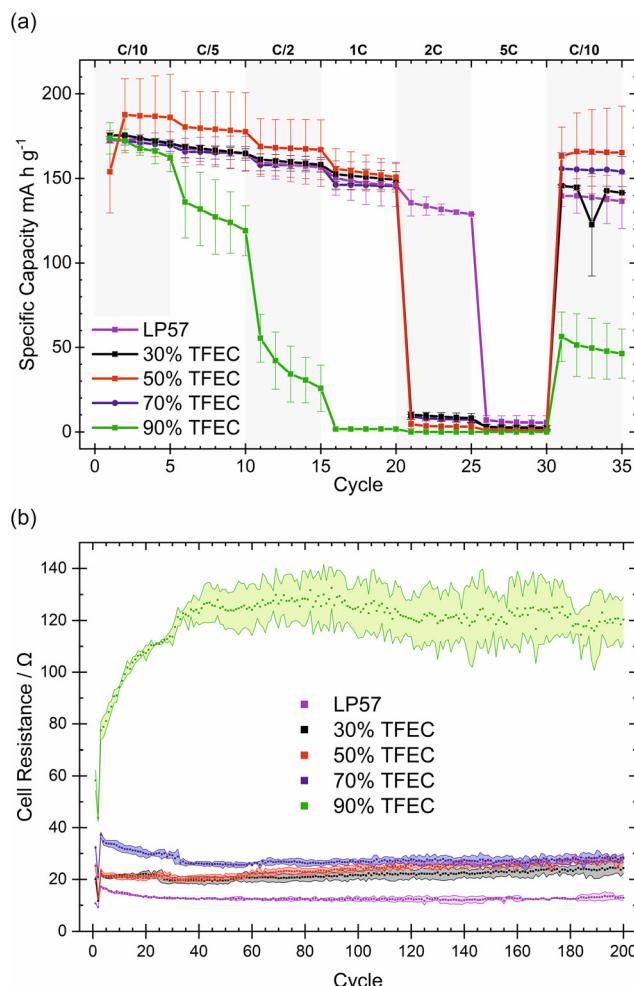 (a)
C/10 C/5 C/2 1C 2C 5C C/10
200
150
100
50
0
Specific Capacity mA h g⁻¹
LP57
30% TFEC
50% TFEC
70% TFEC
90% TFEC
0 5 10 15 20 25 30 35
Cycle
(b)
140
120
100
80
60
40
20
0
Cell Resistance / Ω
LP57
30% TFEC
50% TFEC
70% TFEC
90% TFEC
0 20 40 60 80 100 120 140 160 180 200
Cycle